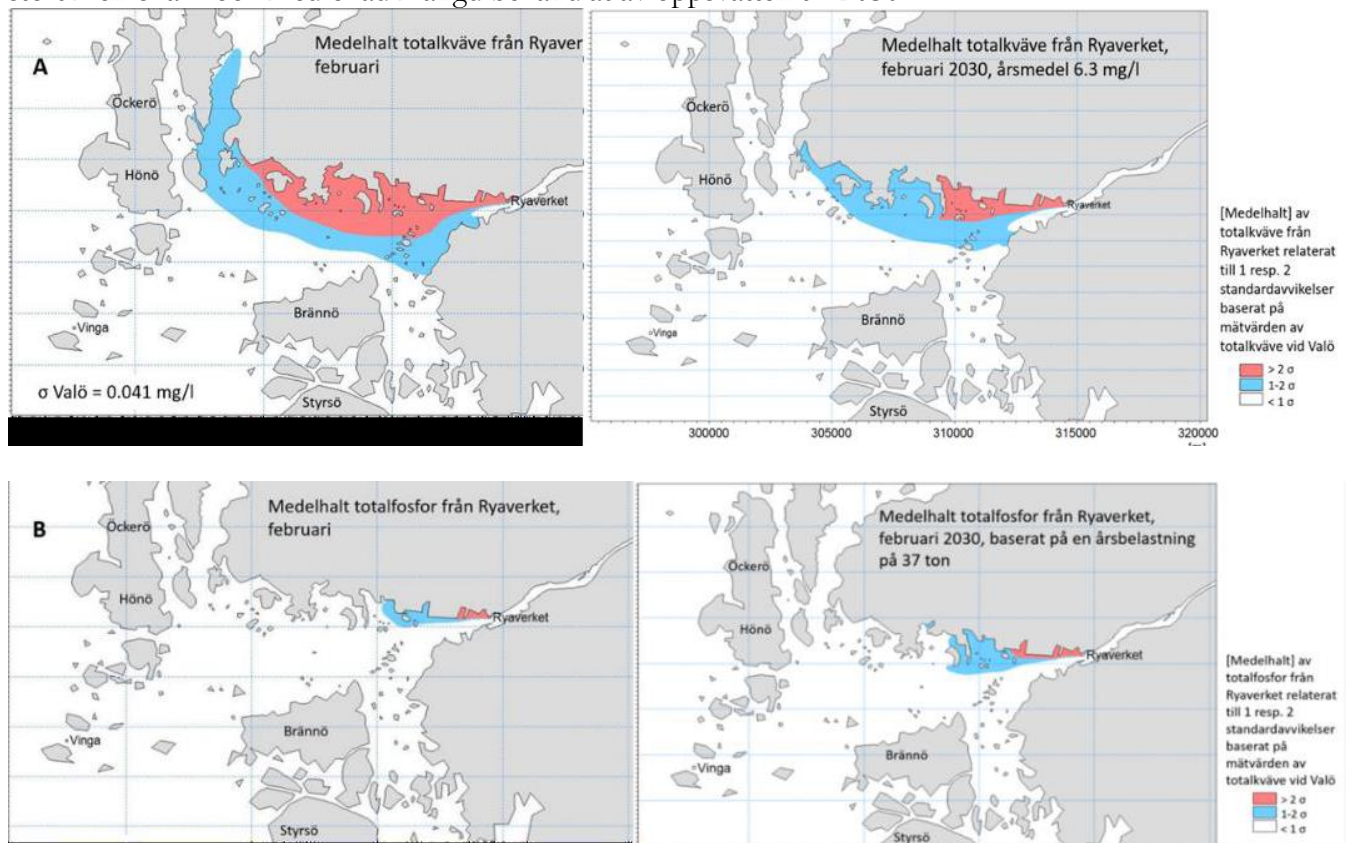 Medelhalt totalkväve från Ryaver
februari
A
Öckerö
Hönö
Ryaverket
Brännö
Vinga
Styrsö
σ Valö = 0.041 mg/l
Medelhalt totalkväve från Ryaverket,
februari 2030, årsmedel 6.3 mg/l
Öckerö
Hönö
Ryaverket
Brännö
Vinga
Styrsö
300000 305000 310000 315000 320000
[Medelhalt] av
totalkväve från
Ryaverket relaterat
till 1 resp. 2
standardavvikelser
baserat på
mätvärden av
totalkväve vid Valö
> 2 σ
1-2 σ
< 1 σ
B
Medelhalt totalfosfor från Ryaverket,
februari
Öckerö
Hönö
Ryaverket
Brännö
Vinga
Styrsö
Medelhalt totalfosfor från Ryaverket,
februari 2030, baserat på en årsbelastning
på 37 ton
Öckerö
Hönö
Ryaverket
Brännö
Vinga
Styrsö
[Medelhalt] av
totalfosfor från
Ryaverket relaterat
till 1 resp. 2
standardavvikelser
baserat på
mätvärden av
totalkväve vid Valö
> 2 σ
1-2 σ
< 1 σ